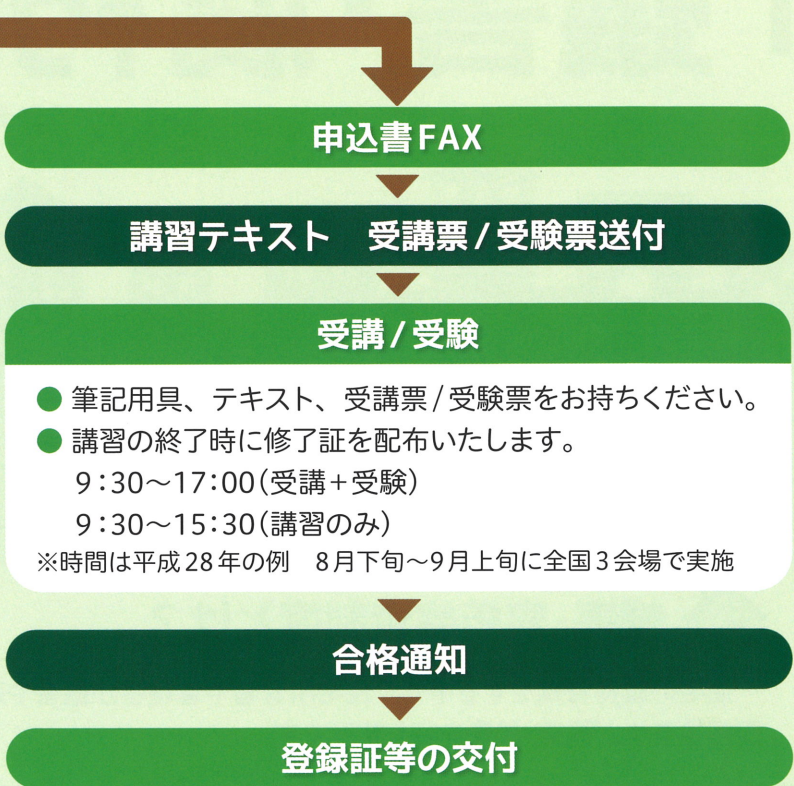 申込書FAX
講習テキスト　受講票/受験票送付
受講/受験
● 筆記用具、テキスト、受講票/受験票をお持ちください。
● 講習の終了時に修了証を配布いたします。
9:30～17:00(受講+受験)
9:30～15:30(講習のみ)
※時間は平成28年の例　8月下旬～9月上旬に全国3会場で実施
合格通知
登録証等の交付